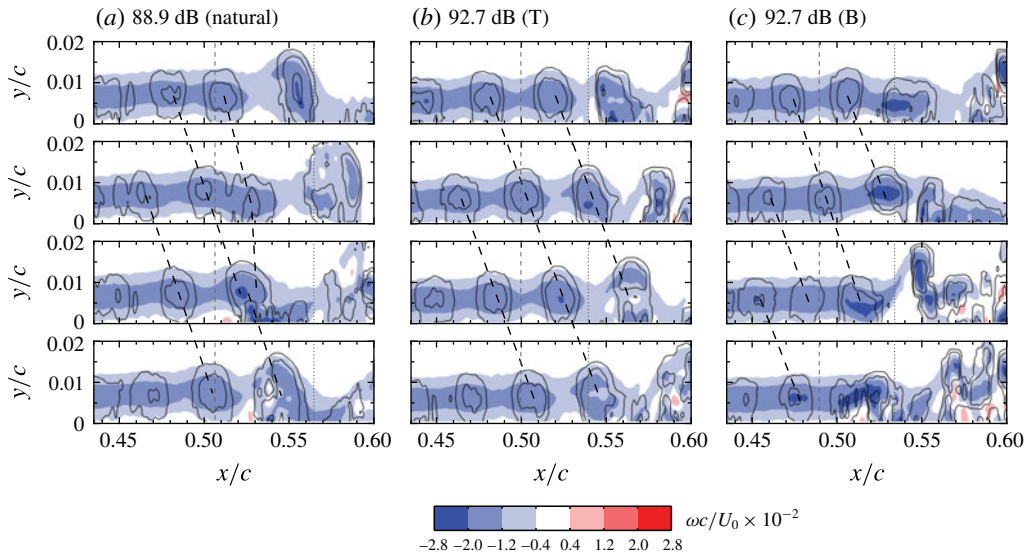 (a) 88.9 dB (natural) (b) 92.7 dB (T) (c) 92.7 dB (B)
0.02
y/c 0.01
0
0.02
y/c 0.01
0
0.02
y/c 0.01
0
0.02
y/c 0.01
0
0.45 0.50 0.55 0.60 0.45 0.50 0.55 0.60 0.45 0.50 0.55 0.60
x/c x/c x/c
ωc/U₀ × 10⁻²
−2.8 −2.0 −1.2 −0.4 0.4 1.2 2.0 2.8